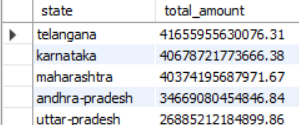 state total_amount
telangana 41655955630076.31
karnataka 40678721773666.38
maharashtra 40374195687971.67
andhra-pradesh 34669080454846.84
uttar-pradesh 26885212184899.86